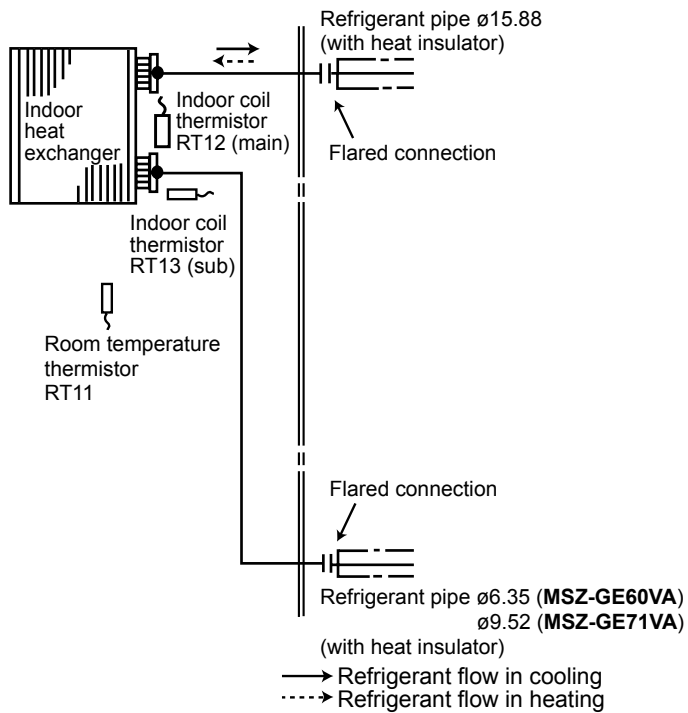 Refrigerant pipe ø15.88
(with heat insulator)
Indoor
heat
exchanger
Indoor coil
thermistor
RT12 (main)
Flared connection
Indoor coil
thermistor
RT13 (sub)
Room temperature
thermistor
RT11
Flared connection
Refrigerant pipe ø6.35 (MSZ-GE60VA)
ø9.52 (MSZ-GE71VA)
(with heat insulator)
Refrigerant flow in cooling
Refrigerant flow in heating